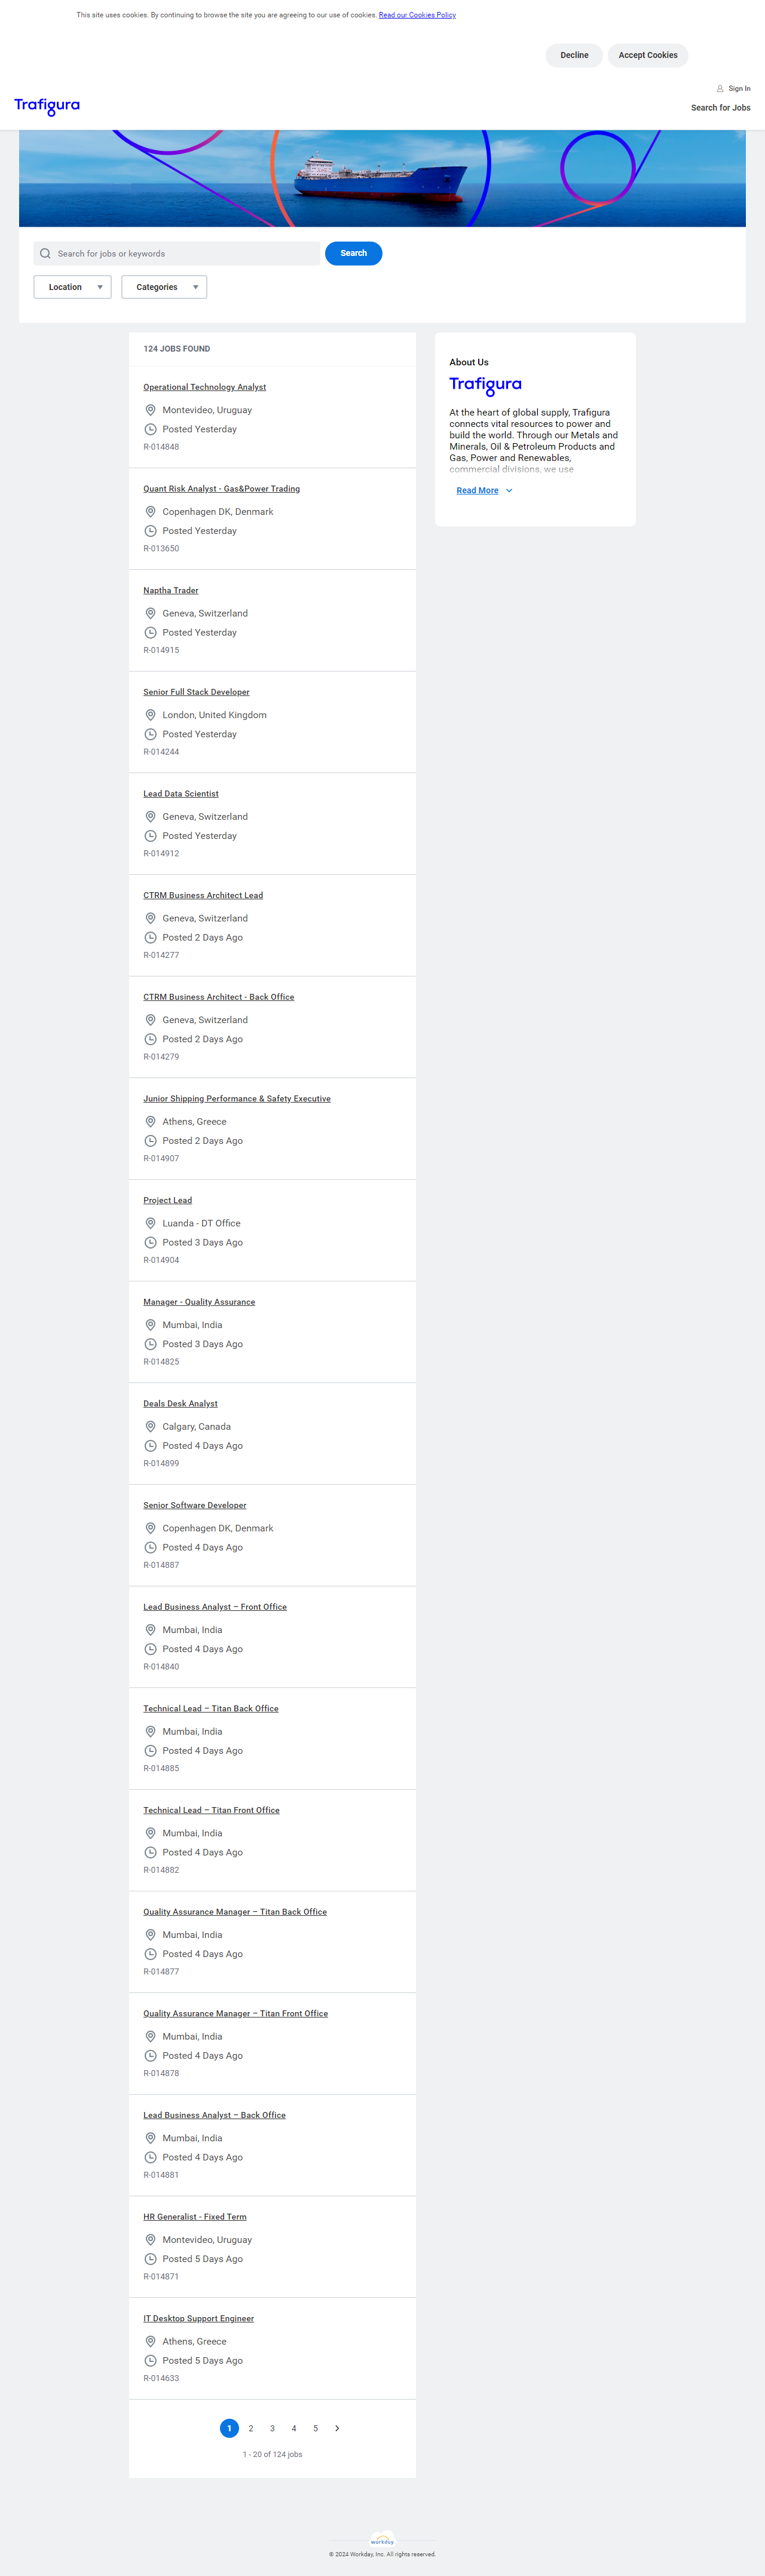 This site uses cookies. By continuing to browse the site you are agreeing to our use of cookies. Read our Cookies Policy
Decline
Accept Cookies
Sign In
Trafigura
Search for Jobs
Search for jobs or keywords
Search
Location
Categories
124 JOBS FOUND
Operational Technology Analyst
Montevideo, Uruguay
Posted Yesterday
R-014848
Quant Risk Analyst - Gas&Power Trading
Copenhagen DK, Denmark
Posted Yesterday
R-013650
Naptha Trader
Geneva, Switzerland
Posted Yesterday
R-014915
Senior Full Stack Developer
London, United Kingdom
Posted Yesterday
R-014244
Lead Data Scientist
Geneva, Switzerland
Posted Yesterday
R-014912
CTRM Business Architect Lead
Geneva, Switzerland
Posted 2 Days Ago
R-014277
CTRM Business Architect - Back Office
Geneva, Switzerland
Posted 2 Days Ago
R-014279
Junior Shipping Performance & Safety Executive
Athens, Greece
Posted 2 Days Ago
R-014907
Project Lead
Luanda - DT Office
Posted 3 Days Ago
R-014904
Manager - Quality Assurance
Mumbai, India
Posted 3 Days Ago
R-014825
Deals Desk Analyst
Calgary, Canada
Posted 4 Days Ago
R-014899
Senior Software Developer
Copenhagen DK, Denmark
Posted 4 Days Ago
R-014887
Lead Business Analyst – Front Office
Mumbai, India
Posted 4 Days Ago
R-014840
Technical Lead – Titan Back Office
Mumbai, India
Posted 4 Days Ago
R-014885
Technical Lead – Titan Front Office
Mumbai, India
Posted 4 Days Ago
R-014882
Quality Assurance Manager – Titan Back Office
Mumbai, India
Posted 4 Days Ago
R-014877
Quality Assurance Manager – Titan Front Office
Mumbai, India
Posted 4 Days Ago
R-014878
Lead Business Analyst – Back Office
Mumbai, India
Posted 4 Days Ago
R-014881
HR Generalist - Fixed Term
Montevideo, Uruguay
Posted 5 Days Ago
R-014871
IT Desktop Support Engineer
Athens, Greece
Posted 5 Days Ago
R-014633
1 2 3 4 5
1 - 20 of 124 jobs
About Us
Trafigura
At the heart of global supply, Trafigura
connects vital resources to power and
build the world. Through our Metals and
Minerals, Oil & Petroleum Products and
Gas, Power and Renewables,
commercial divisions, we use
Read More
workday
© 2024 Workday, Inc. All rights reserved.